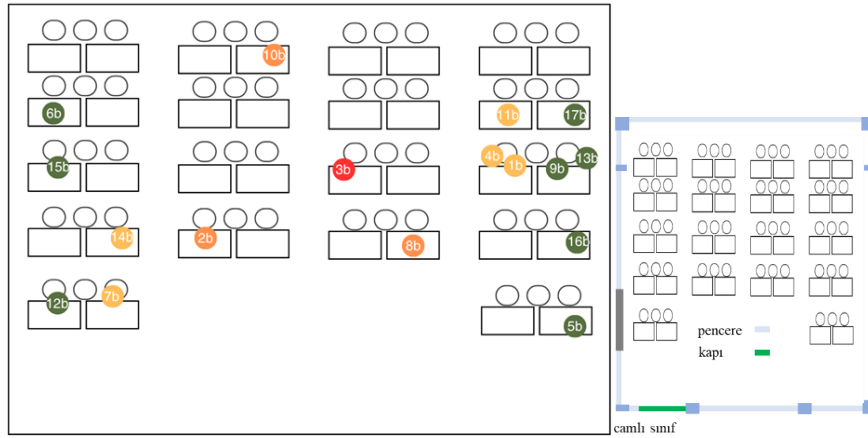 10b
6b
11b
17b
15b
3b
4b
1b
9b
13b
14b
2b
8b
16b
12b
7b
5b
pencere
kapı
camlı sınıf